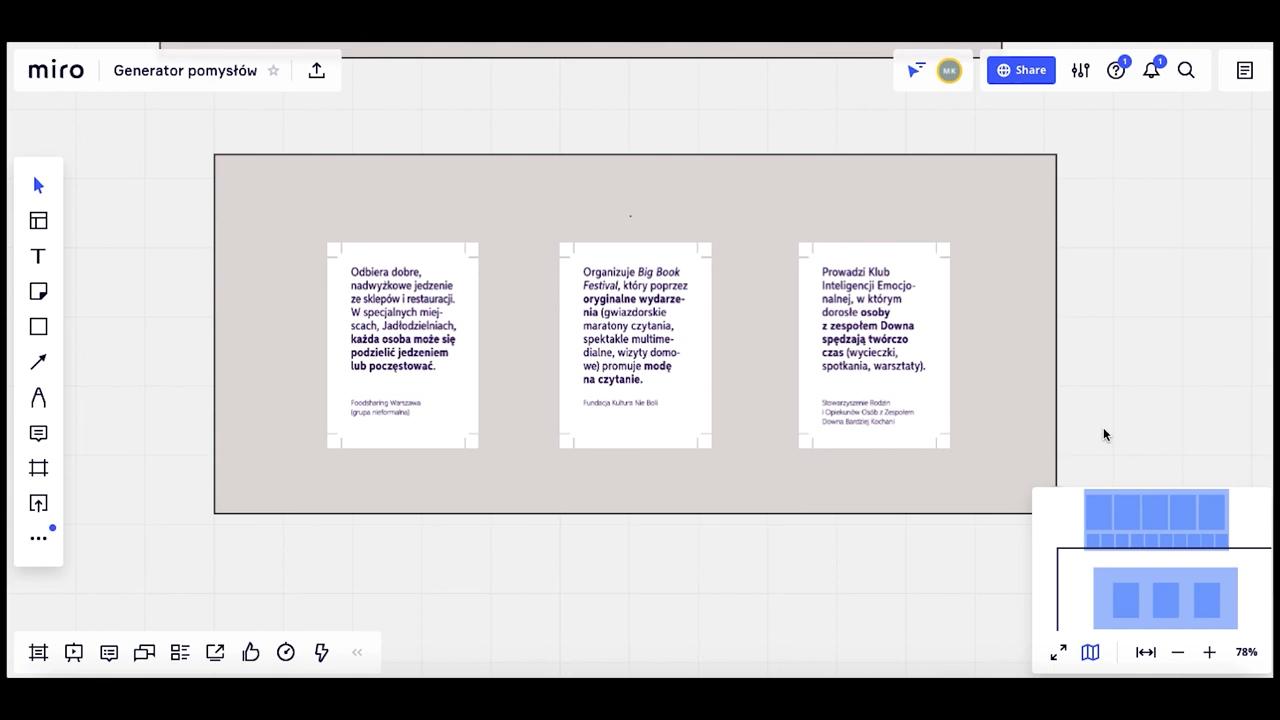 miro
Generator pomysłów
MK
Share
1
1
Odbiera dobre,
nadwyżkowe jedzenie
ze sklepów i restauracji.
W specjalnych miej-
scach, Jadłodzielniach,
każda osoba może się
podzielić jedzeniem
lub poczęstować.
Foodsharing Warszawa
(grupa nieformalna)
Organizuje Big Book
Festival, który poprzez
oryginalne wydarze-
nia (gwiazdorskie
maratony czytania,
spektakle multime-
dialne, wizyty domo-
we) promuje modę
na czytanie.
Fundacja Kultura Nie Boli
Prowadzi Klub
Inteligencji Emocjo-
nalnej, w którym
dorosłe osoby
z zespołem Downa
spędzają twórczo
czas (wycieczki,
spotkania, warsztaty).
Stowarzyszenie Rodzin
i Opiekunów Osób z Zespołem
Downa Bardziej Kochani
78%